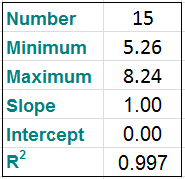 Number 15
Minimum 5.26
Maximum 8.24
Slope 1.00
Intercept 0.00
R² 0.997